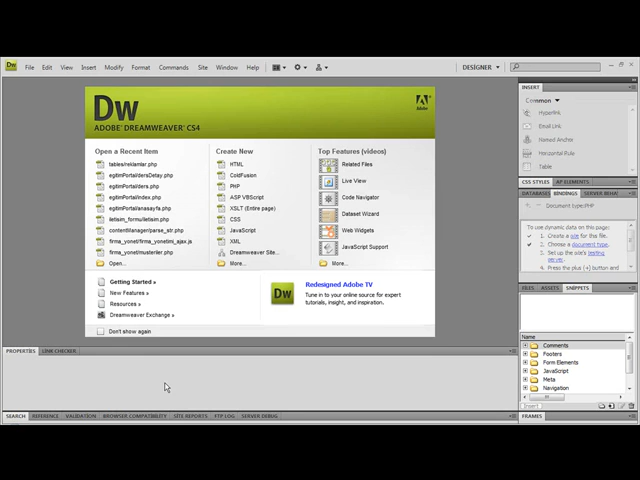 Dw File Edit View Insert Modify Format Commands Site Window Help DESIGNER
Dw
ADOBE DREAMWEAVER CS4
Adobe
Open a Recent Item
tables/reklamlar.php
egitimPortal/dersDetay.php
egitimPortal/ders.php
egitimPortal/index.php
iletisim_formu/iletisim.php
contentManager/parse_str.php
firma_yonet/firmayonetimi_ajax.js
firma_yonet/musteriler.php
Open...
Create New
HTML
ColdFusion
PHP
ASP VBScript
XSLT (Entire page)
CSS
JavaScript
XML
Dreamweaver Site...
More...
Top Features (videos)
Related Files
Live View
Code Navigator
Dataset Wizard
Web Widgets
JavaScript Support
More...
Getting Started »
New Features »
Resources »
Dreamweaver Exchange »
Dw
Redesigned Adobe TV
Tune in to your online source for expert
tutorials, insight, and inspiration.
Don't show again
PROPERTIES LINK CHECKER
SEARCH REFERENCE VALIDATION BROWSER COMPATIBILITY SITE REPORTS FTP LOG SERVER DEBUG
INSERT
Common
Hyperlink
Email Link
Named Anchor
Horizontal Rule
Table
CSS STYLES AP ELEMENTS
DATABASES BINDINGS SERVER BEHA
Document type:PHP
To use dynamic data on this page:
1. Create a site for this file.
2. Choose a document type.
3. Set up the site's testing
server.
4. Press the plus (+) button and
FILES ASSETS SNIPPETS
Name
Comments
Footers
Form Elements
JavaScript
Meta
Navigation
Insert
FRAMES